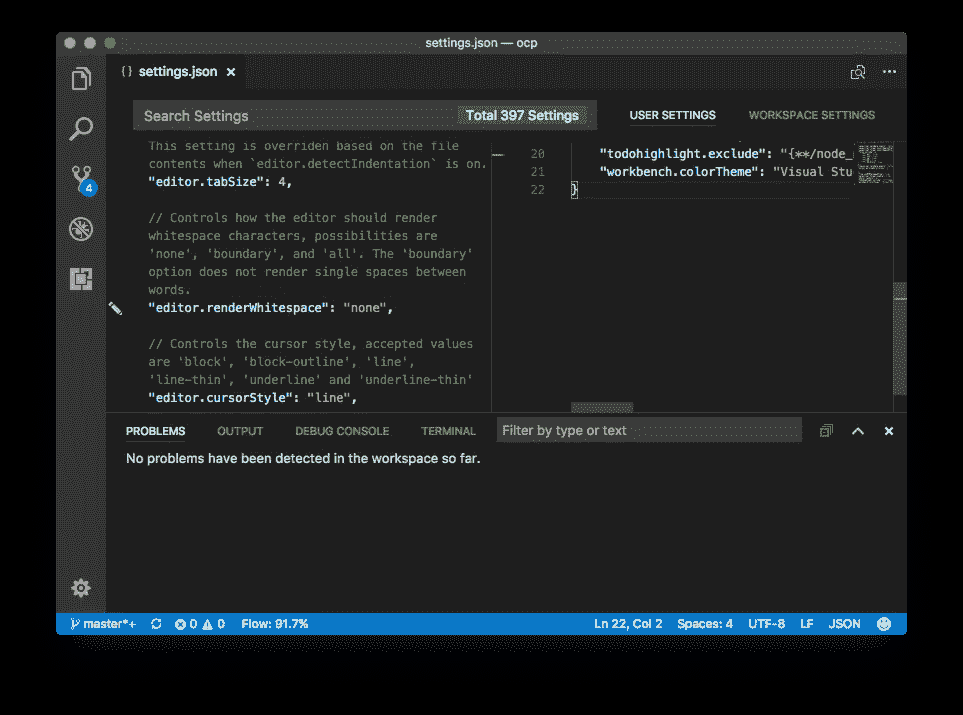 settings.json — ocp
{} settings.json ×
Search Settings
Total 397 Settings
USER SETTINGS
WORKSPACE SETTINGS
This setting is overriden based on the file
contents when `editor.detectIndentation` is on.
"editor.tabSize": 4,
// Controls how the editor should render
whitespace characters, possibilities are
'none', 'boundary', and 'all'. The 'boundary'
option does not render single spaces between
words.
"editor.renderWhitespace": "none",
// Controls the cursor style, accepted values
are 'block', 'block-outline', 'line',
'line-thin', 'underline' and 'underline-thin'
"editor.cursorStyle": "line",
20 "todohighlight.exclude": "{**/node_
21 "workbench.colorTheme": "Visual Stu
22 }
4
PROBLEMS
OUTPUT
DEBUG CONSOLE
TERMINAL
Filter by type or text
No problems have been detected in the workspace so far.
master*+
0 0
Flow: 91.7%
Ln 22, Col 2
Spaces: 4
UTF-8
LF
JSON